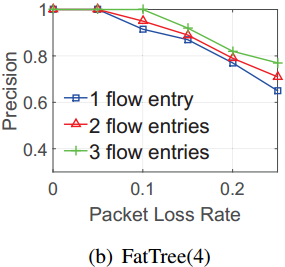 1
0.8
0.6
0.4
Precision
1 flow entry
2 flow entries
3 flow entries
0 0.1 0.2
Packet Loss Rate
(b) FatTree(4)